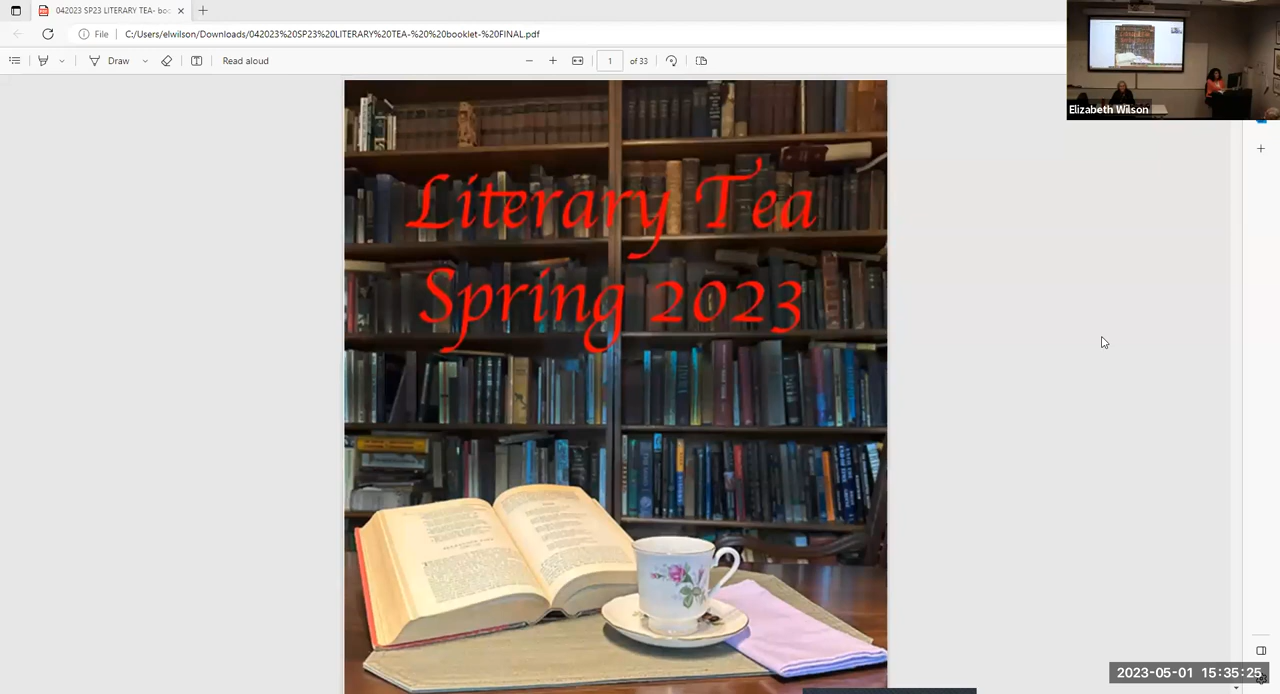 042023 SP23 LITERARY TEA- boo
File
C:/Users/elwilson/Downloads/042023%20SP23%20LITERARY%20TEA-%20%20booklet-%20FINAL.pdf
Draw
Read aloud
1
of 33
Elizabeth Wilson
Literary Tea
Spring 2023
2023-05-01 15:35:25